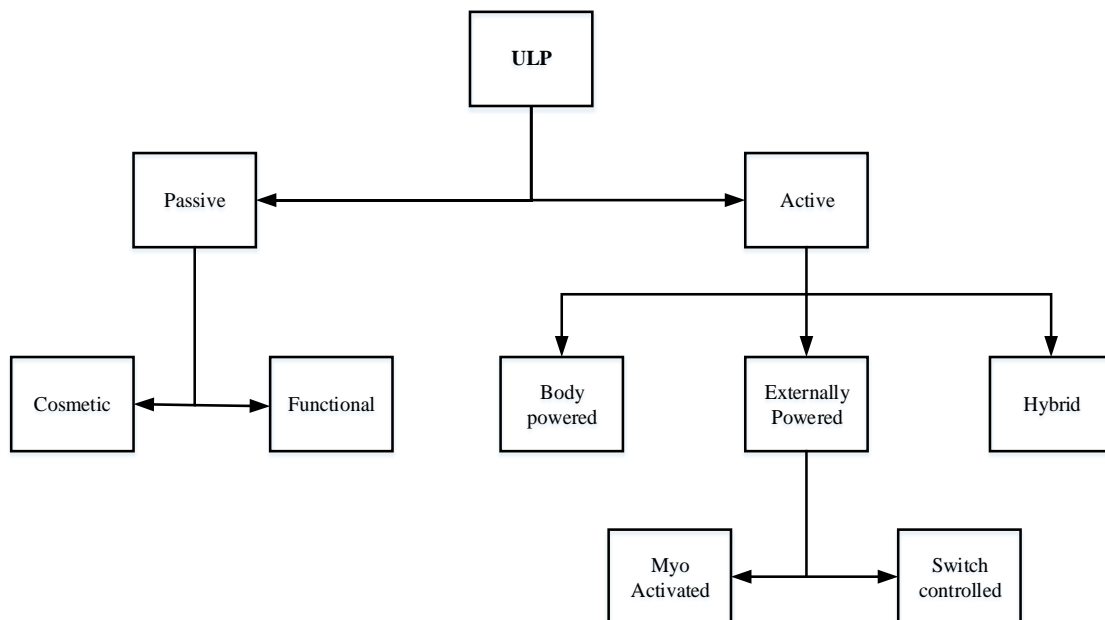 ULP
Passive
Active
Cosmetic
Functional
Body
powered
Externally
Powered
Hybrid
Myo
Activated
Switch
controlled